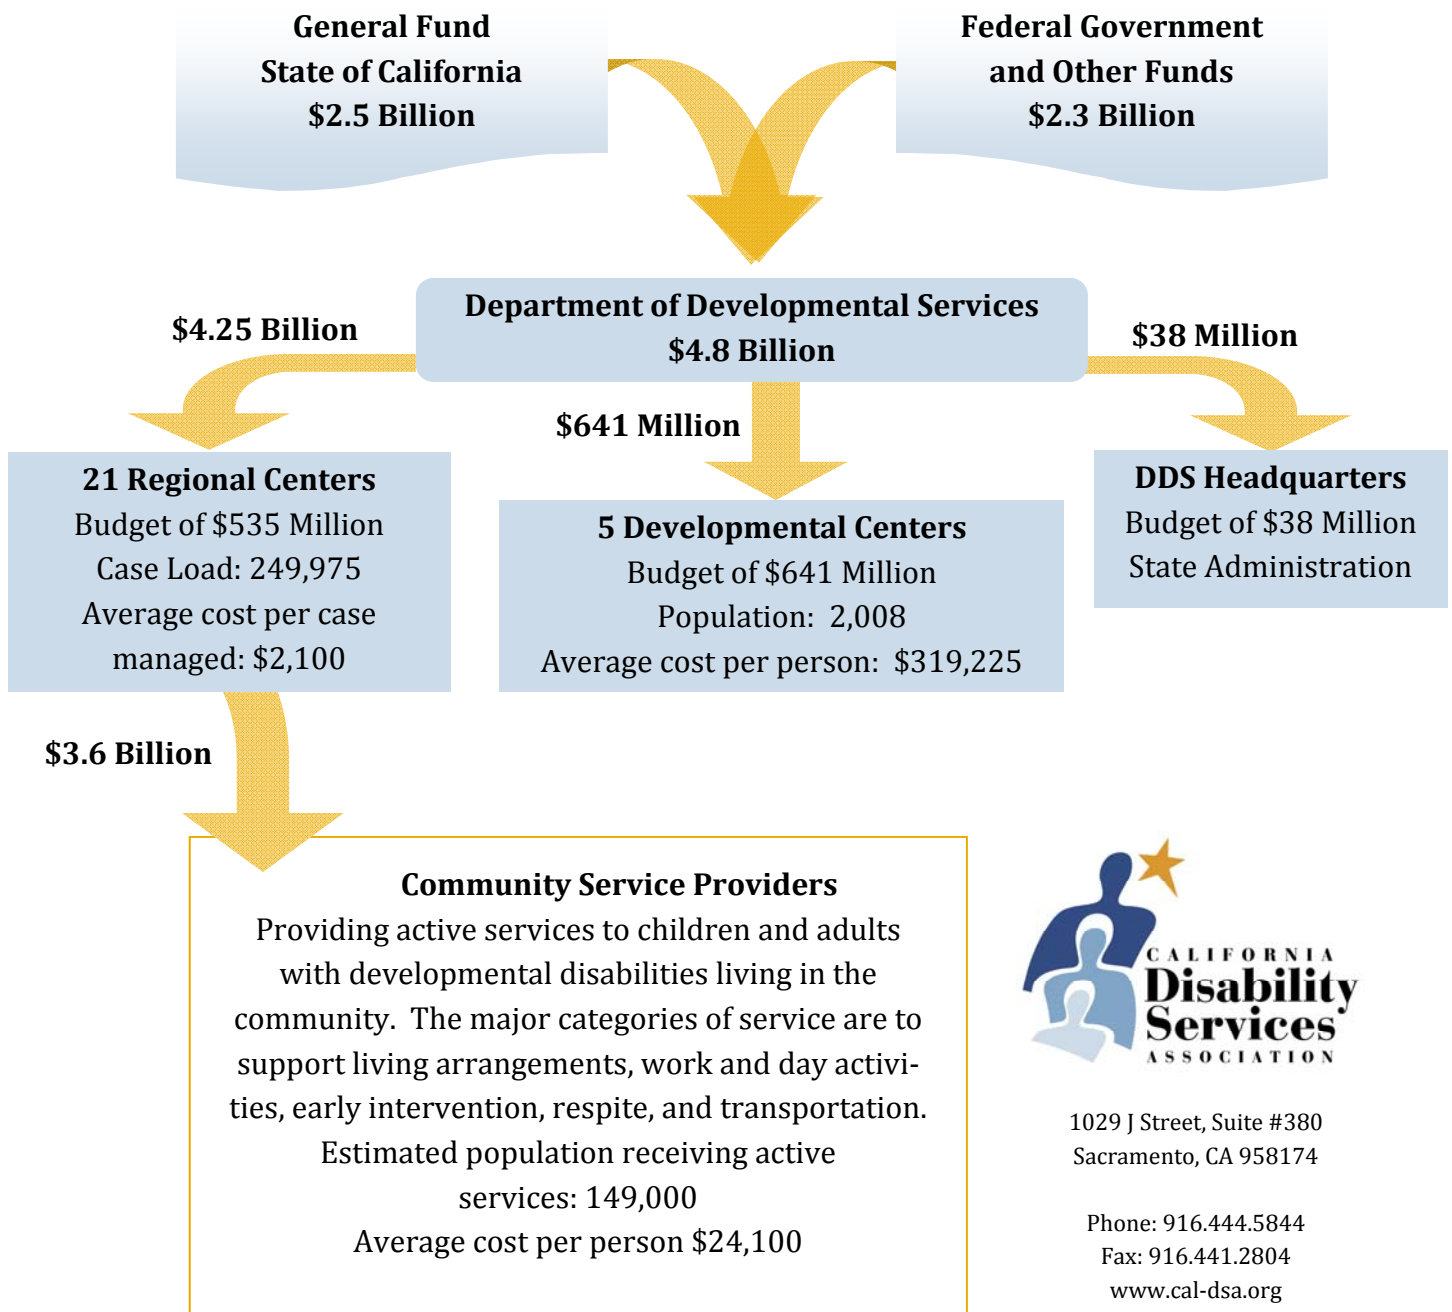 General Fund
State of California
$2.5 Billion
Federal Government
and Other Funds
$2.3 Billion
Department of Developmental Services
$4.8 Billion
$4.25 Billion
$38 Million
$641 Million
21 Regional Centers
Budget of $535 Million
Case Load: 249,975
Average cost per case
managed: $2,100
5 Developmental Centers
Budget of $641 Million
Population: 2,008
Average cost per person: $319,225
DDS Headquarters
Budget of $38 Million
State Administration
$3.6 Billion
Community Service Providers
Providing active services to children and adults
with developmental disabilities living in the
community. The major categories of service are to
support living arrangements, work and day activi-
ties, early intervention, respite, and transportation.
Estimated population receiving active
services: 149,000
Average cost per person $24,100
CALIFORNIA
Disability
Services
ASSOCIATION
1029 J Street, Suite #380
Sacramento, CA 958174
Phone: 916.444.5844
Fax: 916.441.2804
www.cal-dsa.org